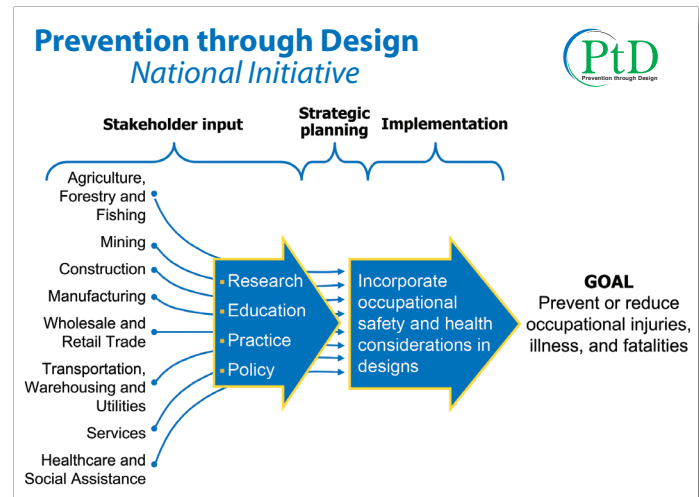 Prevention through Design
National Initiative
PtD
Prevention through Design
Stakeholder input
Strategic
planning
Implementation
Agriculture,
Forestry and
Fishing
Mining
Construction
Manufacturing
Wholesale and
Retail Trade
Transportation,
Warehousing and
Utilities
Services
Healthcare and
Social Assistance
▪ Research
▪ Education
▪ Practice
▪ Policy
Incorporate
occupational
safety and health
considerations in
designs
GOAL
Prevent or reduce
occupational injuries,
illness, and fatalities